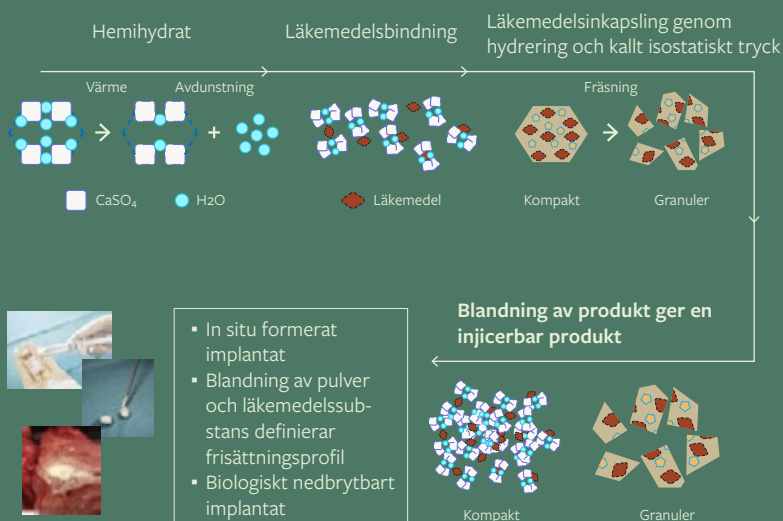 Hemihydrat
Läkemedelsbindning
Läkemedelsinkapsling genom
hydrering och kallt isostatiskt tryck
Värme
Avdunstning
Fräsning
CaSO₄
H2O
Läkemedel
Kompakt
Granuler
Blandning av produkt ger en
injicerbar produkt
▪ In situ formerat
implantat
▪ Blandning av pulver
och läkemedelssub-
stans definierar
frisättningsprofil
▪ Biologiskt nedbrytbart
implantat
Kompakt
Granuler